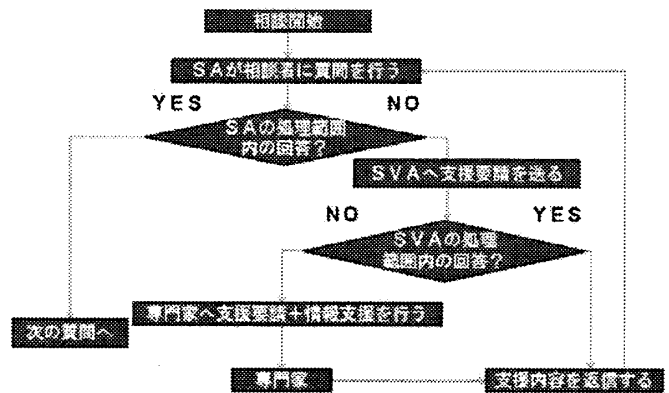 相談開始
SAが相談者に質問を行う
YES
NO
SAの処理範囲
内の回答?
SVAへ支援要請を送る
NO
YES
SVAの処理
範囲内の回答?
専門家へ支援要請＋情報支援を行う
次の質問へ
専門家
支援内容を返信する